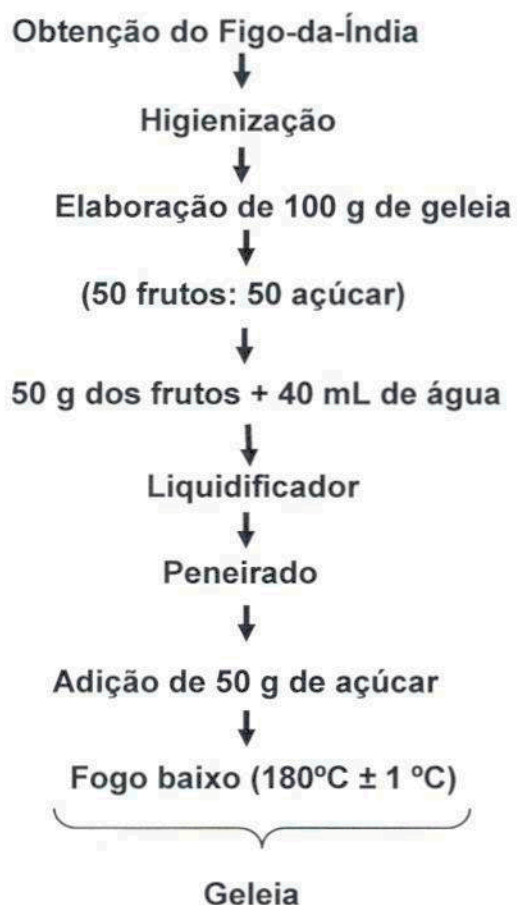 Obtenção do Figo-da-Índia
Higienização
Elaboração de 100 g de geleia
(50 frutos: 50 açúcar)
50 g dos frutos + 40 mL de água
Liquidificador
Peneirado
Adição de 50 g de açúcar
Fogo baixo (180ºC ± 1 ºC)
Geleia